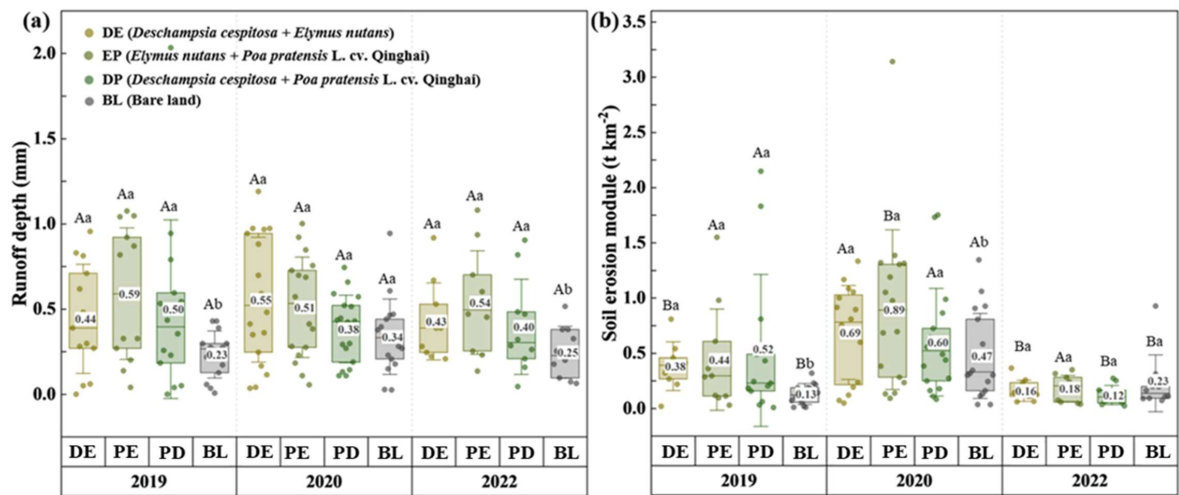 (a)
DE (Deschampsia cespitosa + Elymus nutans)
EP (Elymus nutans + Poa pratensis L. cv. Qinghai)
DP (Deschampsia cespitosa + Poa pratensis L. cv. Qinghai)
BL (Bare land)
Runoff depth (mm)
2.0
1.5
1.0
0.5
0.0
Aa Aa Aa Ab Aa Aa Aa Aa Aa Aa Aa Ab
0.44 0.59 0.50 0.23 0.55 0.51 0.38 0.34 0.43 0.54 0.40 0.25
DE PE PD BL DE PE PD BL DE PE PD BL
2019 2020 2022
(b)
Soil erosion module (t km-2)
3.5
3.0
2.5
2.0
1.5
1.0
0.5
0.0
Ba Aa Aa Bb Aa Ba Aa Ab Ba Aa Ba Ba
0.38 0.44 0.52 0.13 0.69 0.89 0.60 0.47 0.16 0.18 0.12 0.23
DE PE PD BL DE PE PD BL DE PE PD BL
2019 2020 2022